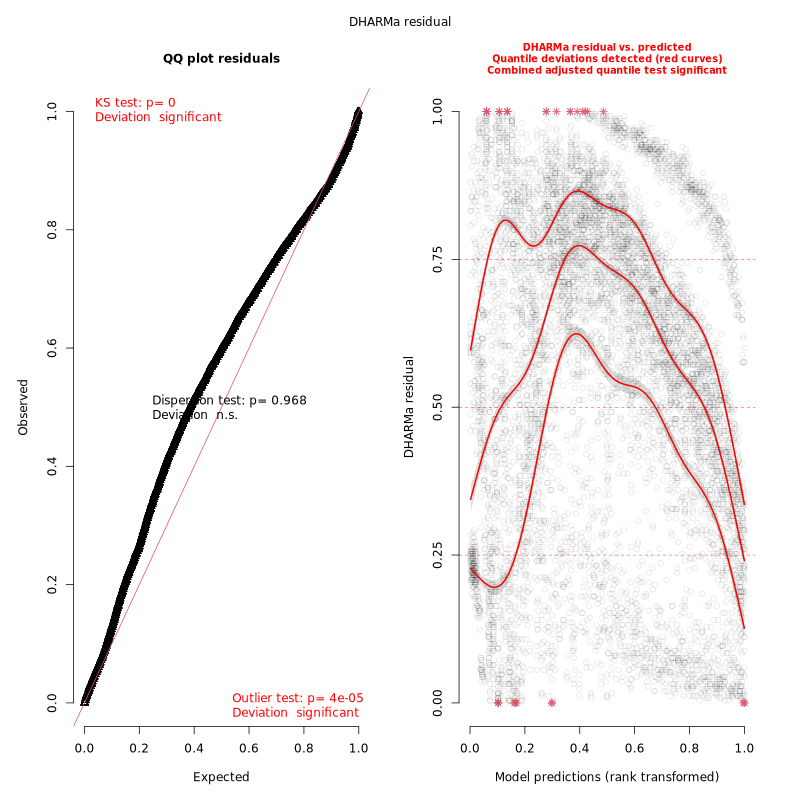 DHARMa residual
QQ plot residuals
KS test: p= 0
Deviation significant
Dispersion test: p= 0.968
Deviation n.s.
Outlier test: p= 4e-05
Deviation significant
Observed
0.0 0.2 0.4 0.6 0.8 1.0
0.0 0.2 0.4 0.6 0.8 1.0
Expected
DHARMa residual vs. predicted
Quantile deviations detected (red curves)
Combined adjusted quantile test significant
DHARMa residual
0.00 0.25 0.50 0.75 1.00
0.0 0.2 0.4 0.6 0.8 1.0
Model predictions (rank transformed)